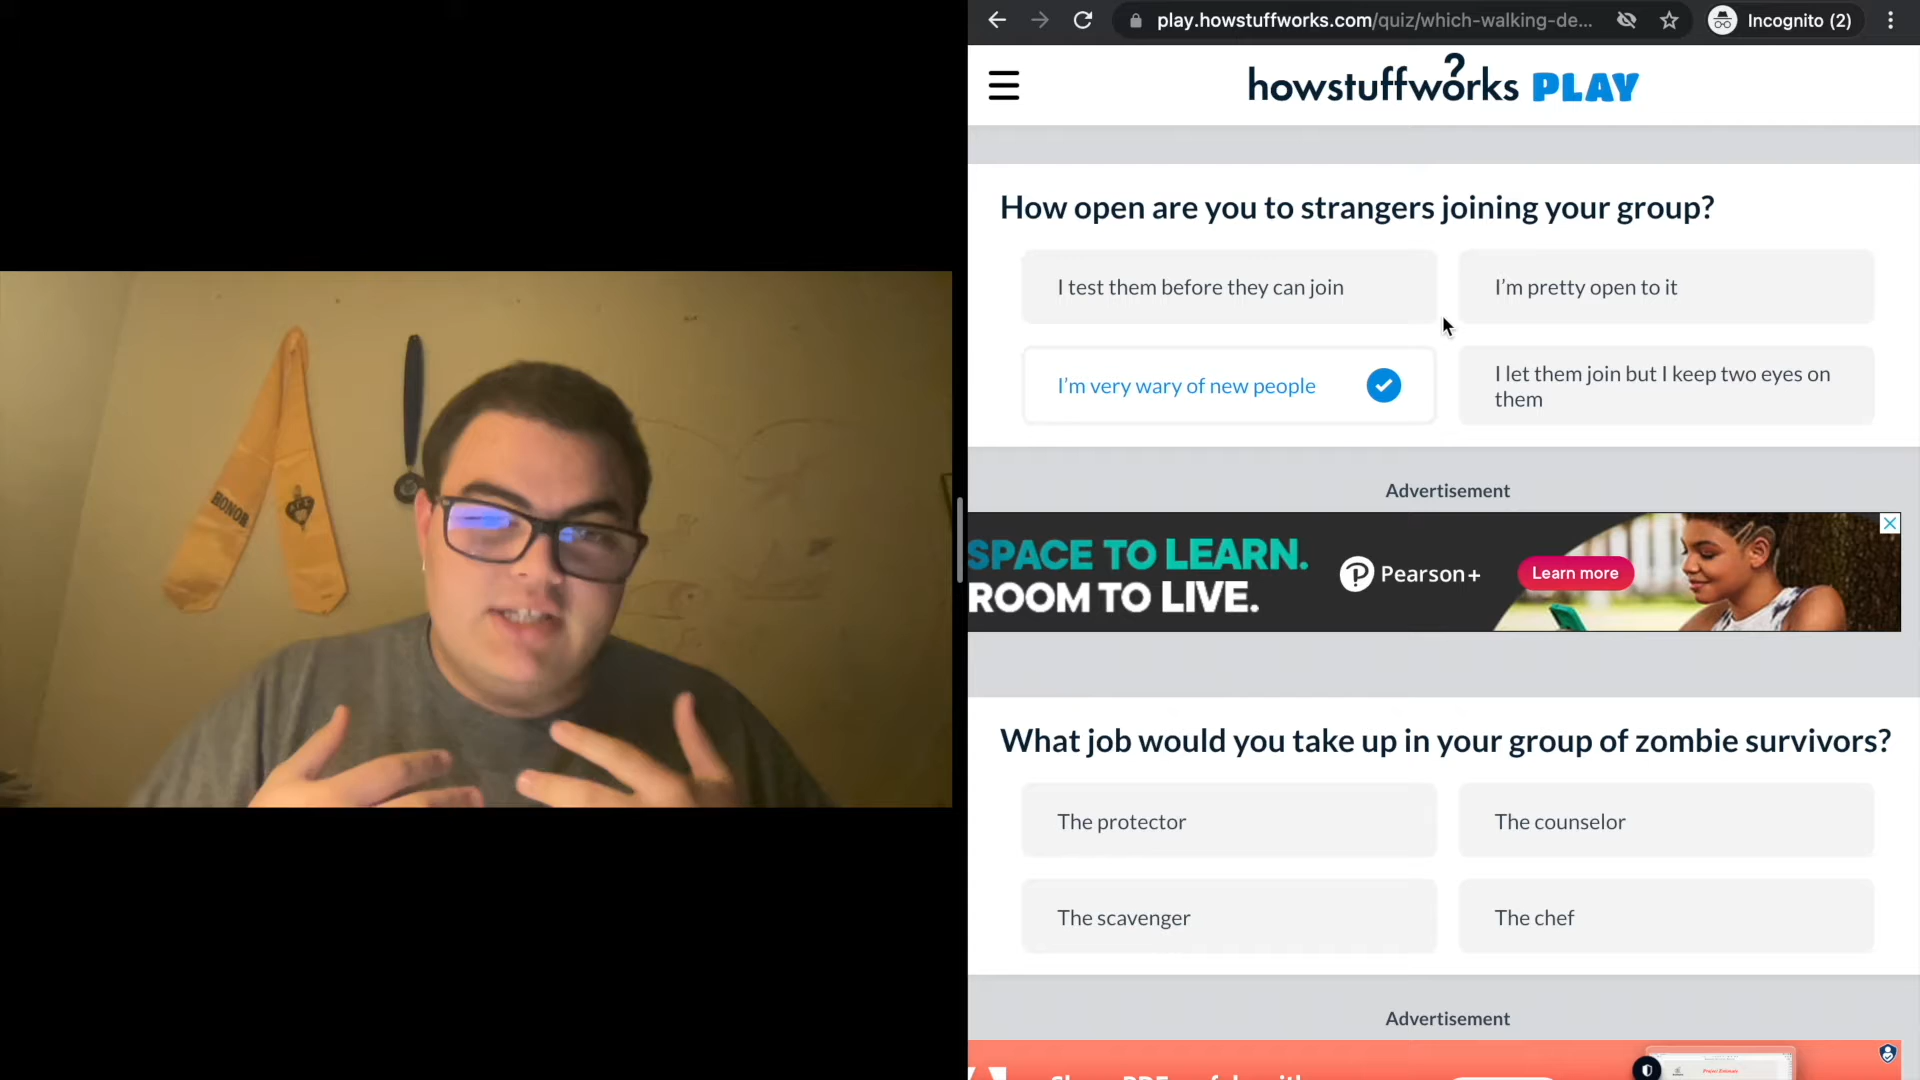 play.howstuffworks.com/quiz/which-walking-de...
Incognito (2)
howstuffworks PLAY
How open are you to strangers joining your group?
I test them before they can join
I'm pretty open to it
I'm very wary of new people
I let them join but I keep two eyes on
them
HONOR
Advertisement
SPACE TO LEARN.
ROOM TO LIVE.
Pearson+
Learn more
What job would you take up in your group of zombie survivors?
The protector
The counselor
The scavenger
The chef
Advertisement